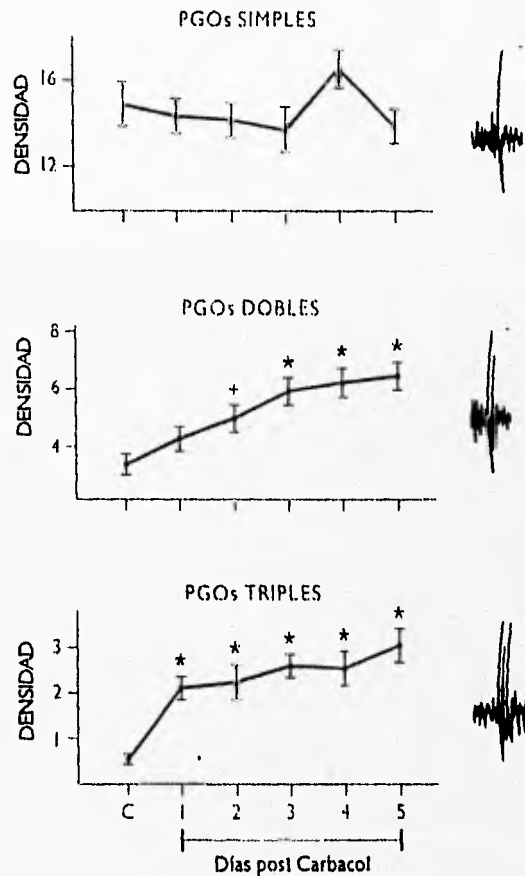 PGOs SIMPLES
DENSIDAD
16
12
PGOs DOBLES
DENSIDAD
8
6
4
+ * * *
PGOs TRIPLES
DENSIDAD
3
2
1
* * * * *
C 1 2 3 4 5
Días post Carbacol